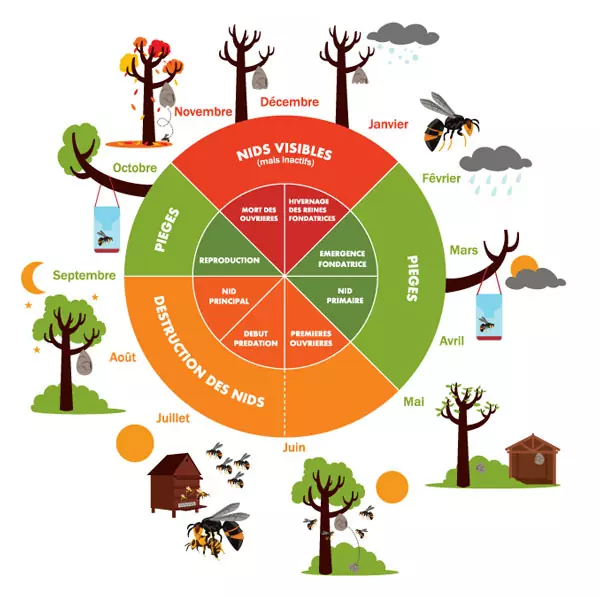 Novembre
Décembre
Janvier
Février
Mars
Avril
Mai
Juin
Juillet
Août
Septembre
Octobre
NIDS VISIBLES
(mais inactifs)
PIEGES
DESTRUCTION DES NIDS
PIEGES
MORT DES
OUVRIERES
HIVERNAGE
DES REINES
FONDATRICES
EMERGENCE
FONDATRICE
NID
PRIMAIRE
PREMIERES
OUVRIERES
DEBUT
PREDATION
NID
PRINCIPAL
REPRODUCTION